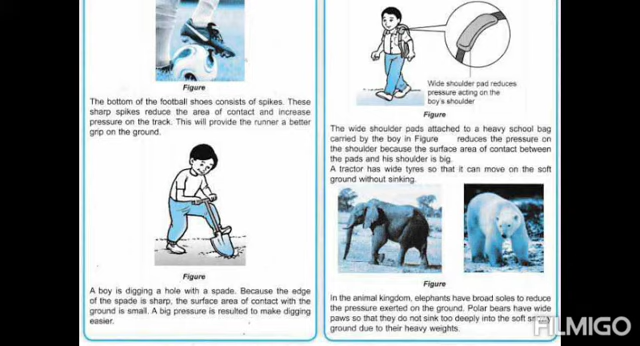 Figure
The bottom of the football shoes consists of spikes. These
sharp spikes reduce the area of contact and increase
pressure on the track. This will provide the runner a better
grip on the ground.
Figure
A boy is digging a hole with a spade. Because the edge
of the spade is sharp, the surface area of contact with the
ground is small. A big pressure is resulted to make digging
easier.
Wide shoulder pad reduces
pressure acting on the
boy's shoulder
Figure
The wide shoulder pads attached to a heavy school bag
carried by the boy in Figure reduces the pressure on
the shoulder because the surface area of contact between
the pads and his shoulder is big.
A tractor has wide tyres so that it can move on the soft
ground without sinking.
Figure
In the animal kingdom, elephants have broad soles to reduce
the pressure exerted on the ground. Polar bears have wide
paws so that they do not sink too deeply into the soft
ground due to their heavy weights.
FILMIGO